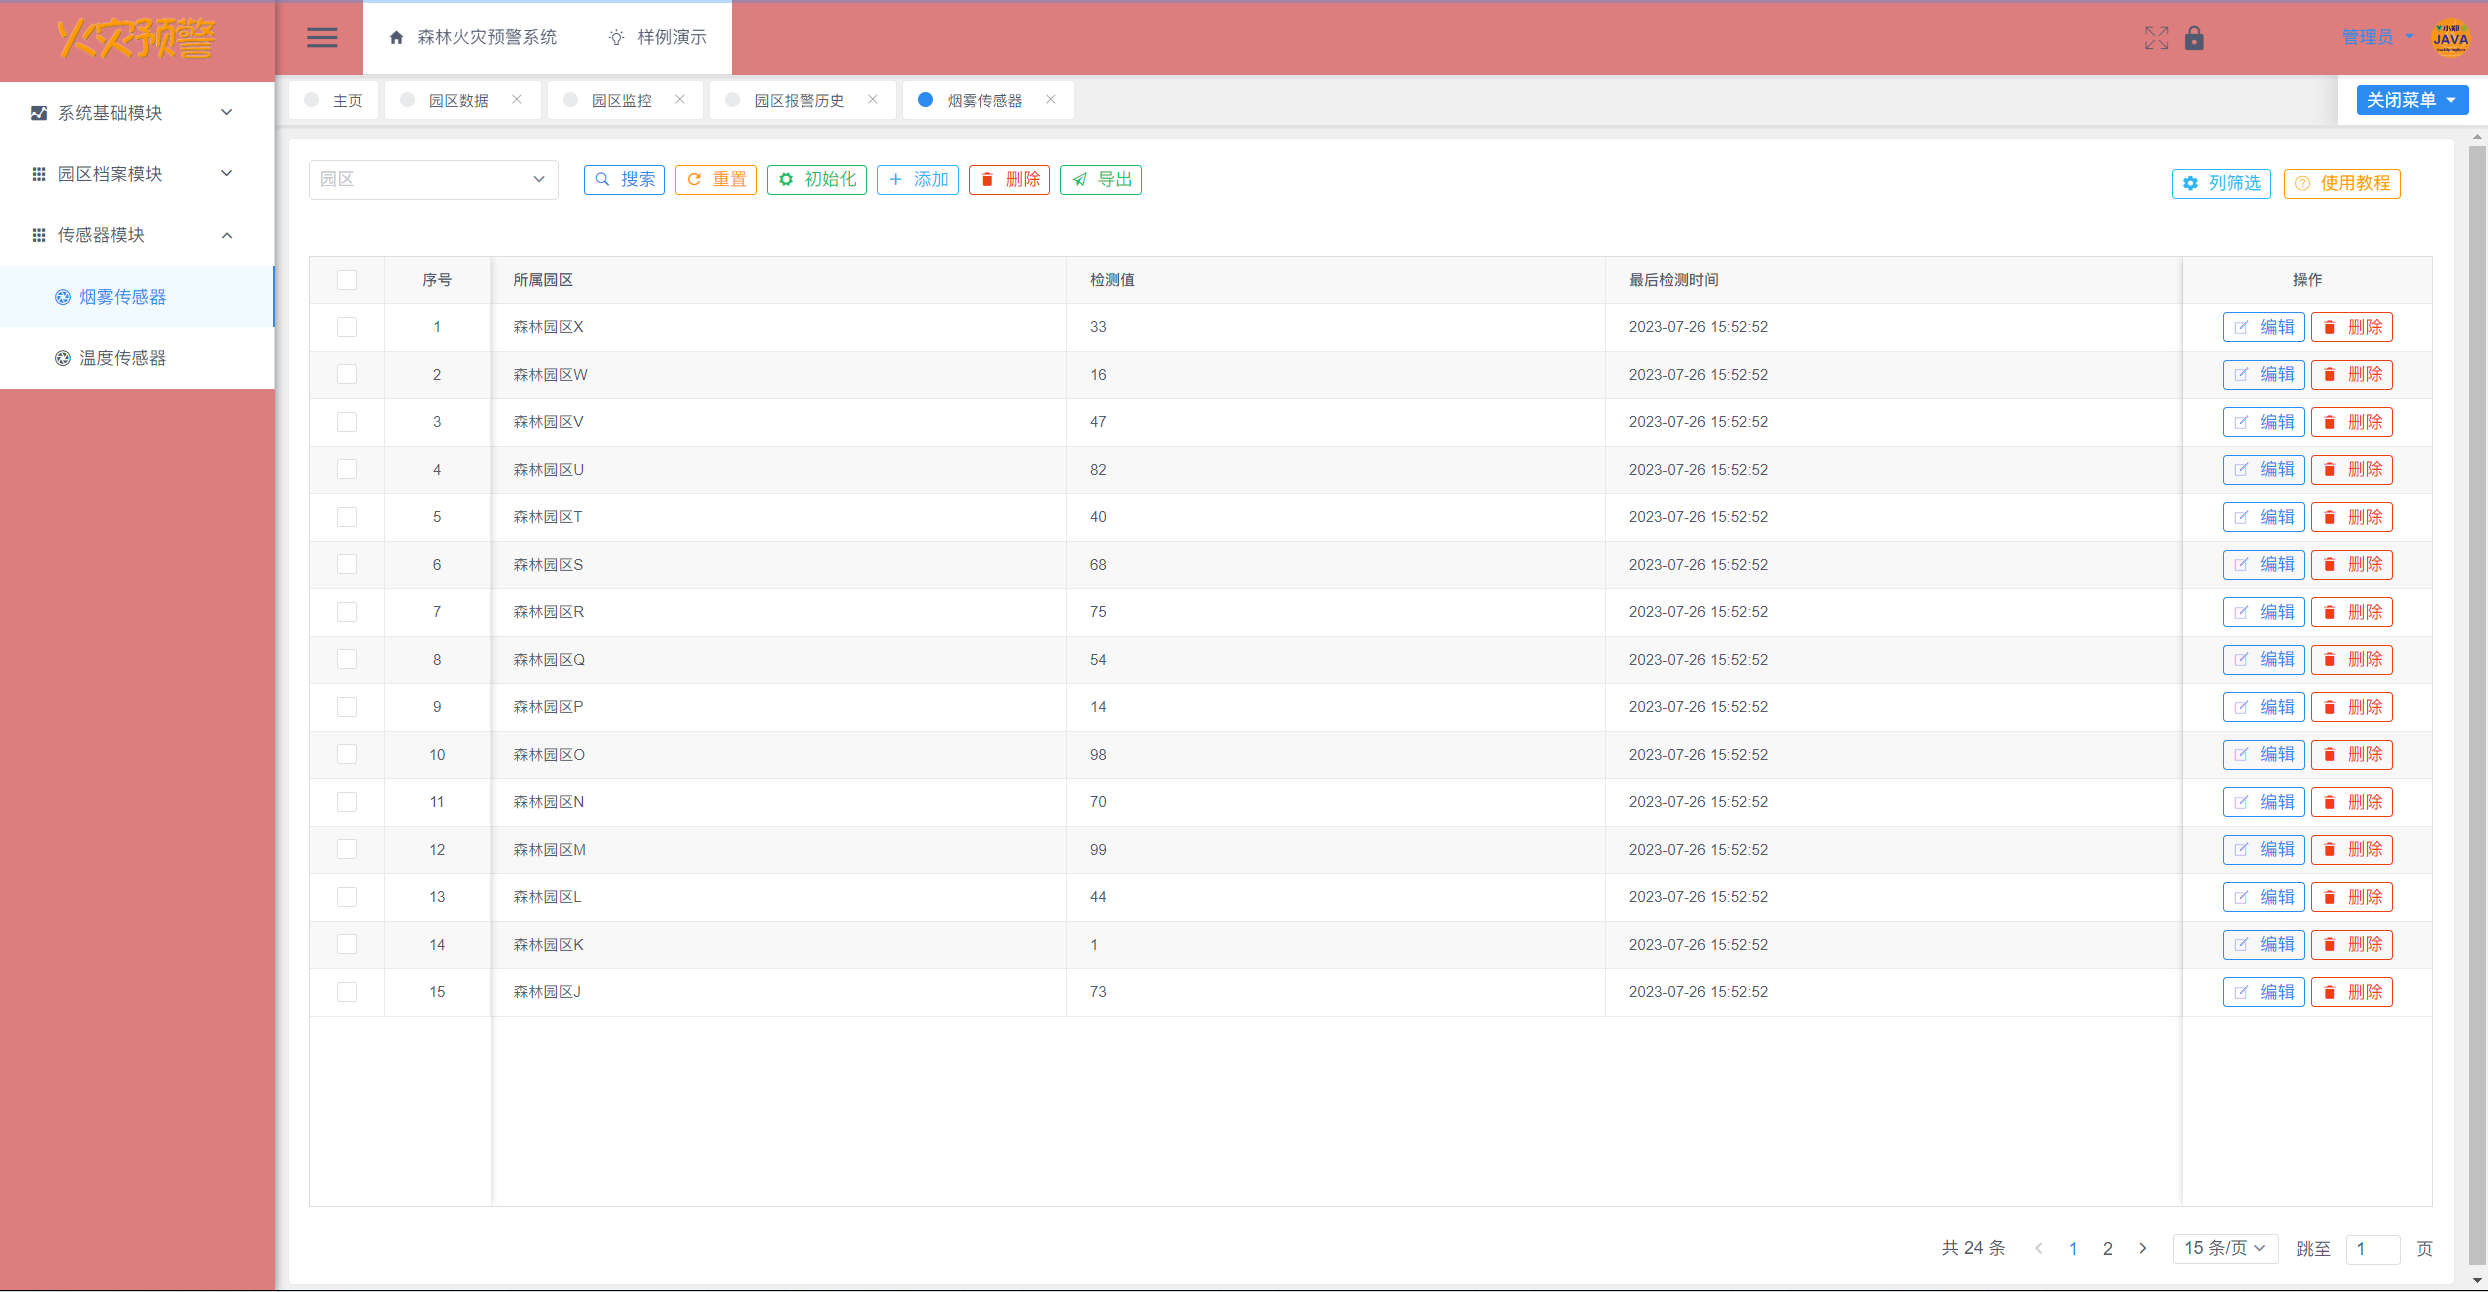 火灾预警
森林火灾预警系统
样例演示
管理员
小郑
JAVA
系统基础模块
园区档案模块
传感器模块
烟雾传感器
温度传感器
主页
园区数据
园区监控
园区报警历史
烟雾传感器
关闭菜单
园区
搜索
重置
初始化
添加
删除
导出
列筛选
使用教程
序号 所属园区 检测值 最后检测时间 操作
1 森林园区X 33 2023-07-26 15:52:52 编辑 删除
2 森林园区W 16 2023-07-26 15:52:52 编辑 删除
3 森林园区V 47 2023-07-26 15:52:52 编辑 删除
4 森林园区U 82 2023-07-26 15:52:52 编辑 删除
5 森林园区T 40 2023-07-26 15:52:52 编辑 删除
6 森林园区S 68 2023-07-26 15:52:52 编辑 删除
7 森林园区R 75 2023-07-26 15:52:52 编辑 删除
8 森林园区Q 54 2023-07-26 15:52:52 编辑 删除
9 森林园区P 14 2023-07-26 15:52:52 编辑 删除
10 森林园区O 98 2023-07-26 15:52:52 编辑 删除
11 森林园区N 70 2023-07-26 15:52:52 编辑 删除
12 森林园区M 99 2023-07-26 15:52:52 编辑 删除
13 森林园区L 44 2023-07-26 15:52:52 编辑 删除
14 森林园区K 1 2023-07-26 15:52:52 编辑 删除
15 森林园区J 73 2023-07-26 15:52:52 编辑 删除
共 24 条 1 2 15 条/页 跳至 1 页